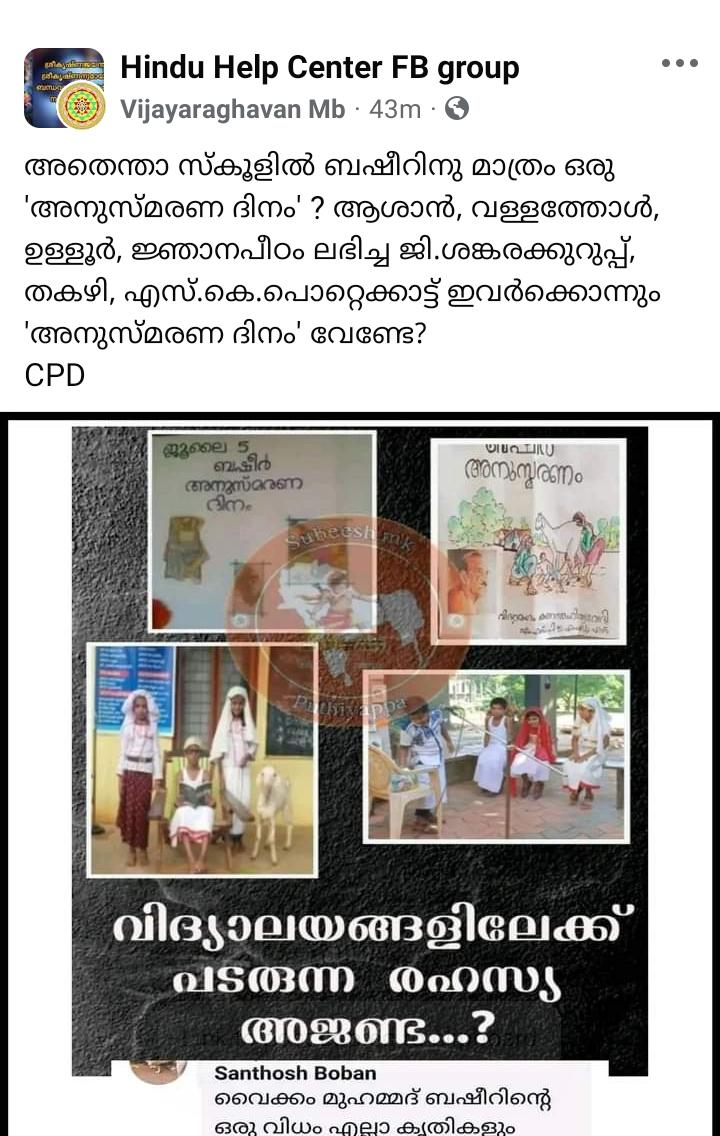 Hindu Help Center FB group
Vijayaraghavan Mb · 43m ·
അതെന്താ സ്കൂളിൽ ബഷീറിനു മാത്രം ഒരു
'അനുസ്മരണ ദിനം' ? ആശാൻ, വള്ളത്തോൾ,
ഉള്ളൂർ, ജ്ഞാനപീഠം ലഭിച്ച ജി.ശങ്കരക്കുറുപ്പ്,
തകഴി, എസ്.കെ.പൊറ്റെക്കാട്ട് ഇവർക്കൊന്നും
'അനുസ്മരണ ദിനം' വേണ്ടേ?
CPD
ജൂലൈ 5
ബഷീർ
അനുസ്മരണ
ദിനം
അനുസ്മരണം
Subeesh mk
Puthiyappa
വിദ്യാലയങ്ങളിലേക്ക്
പടരുന്ന രഹസ്യ
അജണ്ട...?
Santhosh Boban
വൈക്കം മുഹമ്മദ് ബഷീറിന്റെ
ഒരു വിധം എല്ലാ കൃതികളും